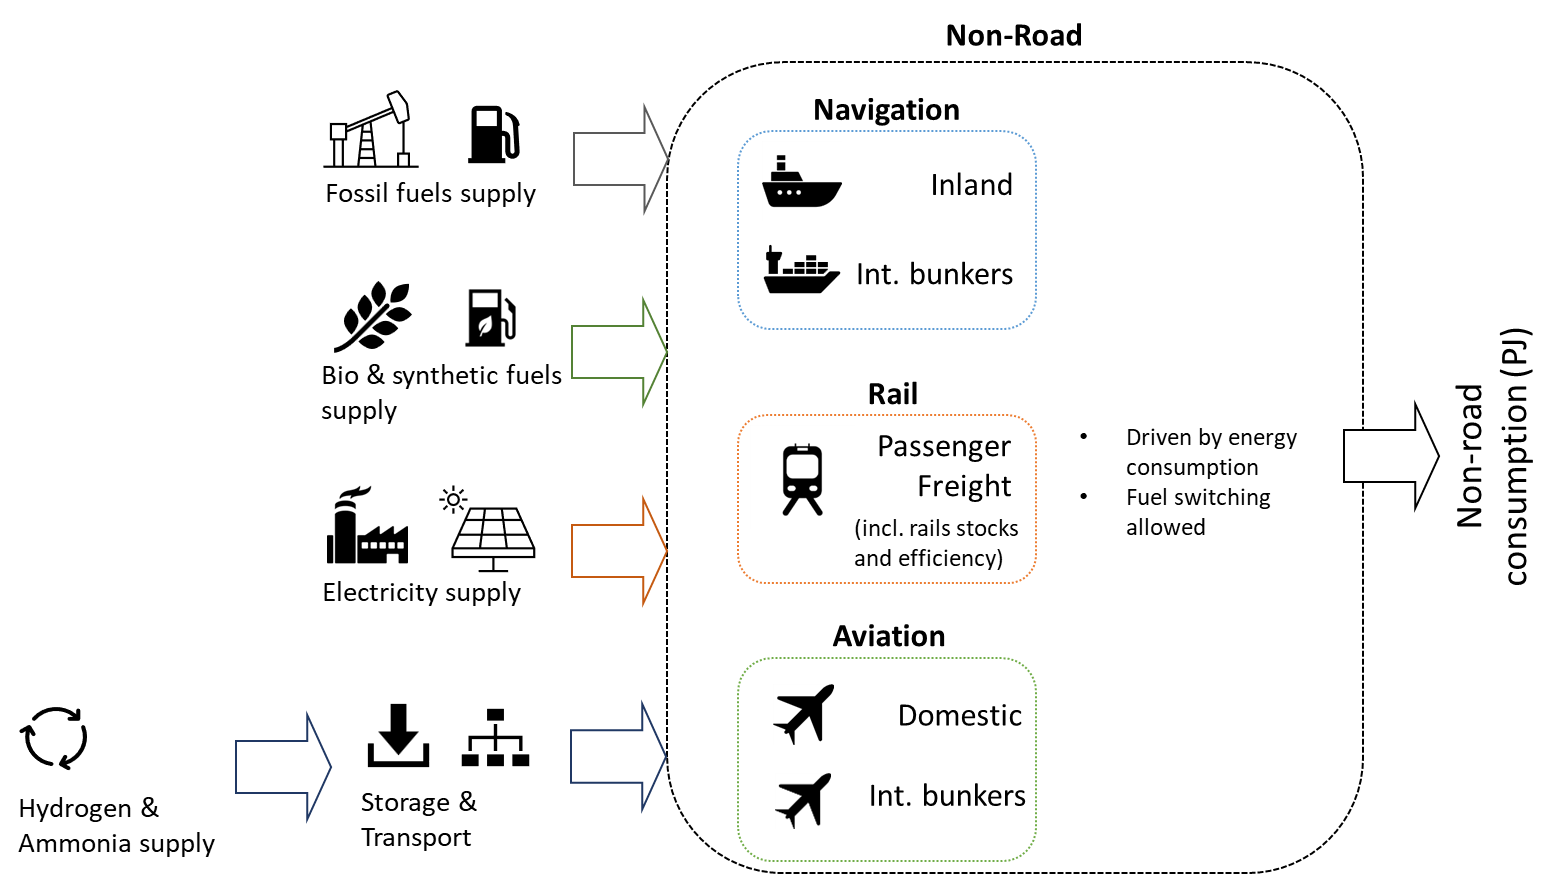 Non-Road
Fossil fuels supply
Bio & synthetic fuels
supply
Electricity supply
Hydrogen &
Ammonia supply
Storage &
Transport
Navigation
Inland
Int. bunkers
Rail
Passenger
Freight
(incl. rails stocks
and efficiency)
Aviation
Domestic
Int. bunkers
• Driven by energy
consumption
• Fuel switching
allowed
Non-road
consumption (PJ)